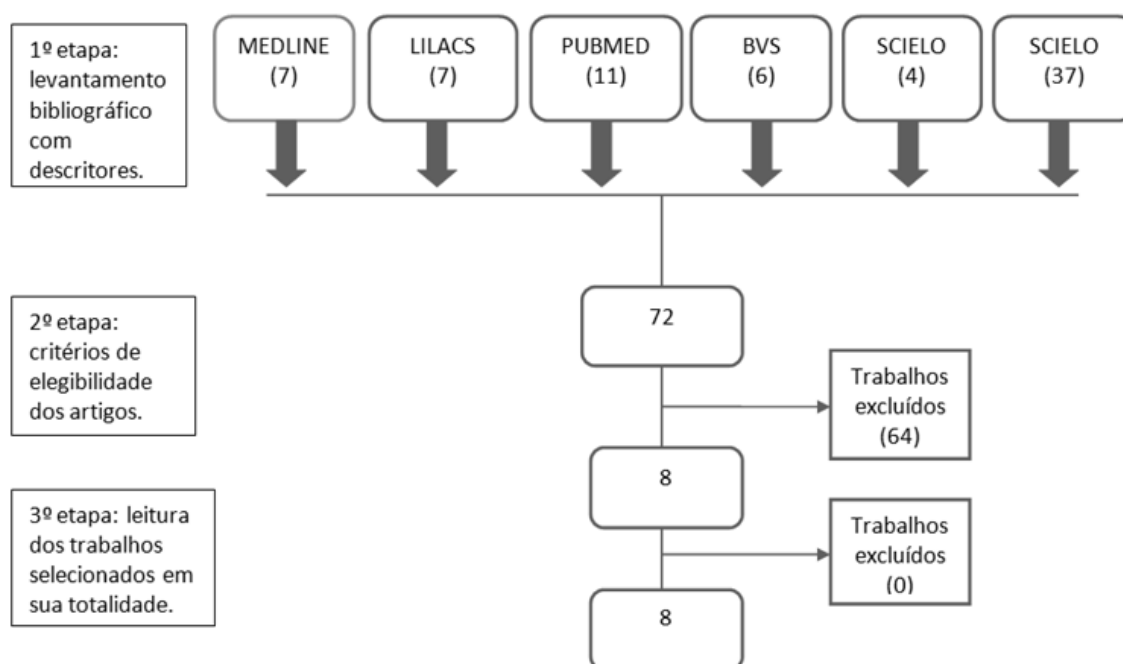 1º etapa:
levantamento
bibliográfico
com
descritores.
MEDLINE
(7)
LILACS
(7)
PUBMED
(11)
BVS
(6)
SCIELO
(4)
SCIELO
(37)
2º etapa:
critérios de
elegibilidade
dos artigos.
72
Trabalhos
excluídos
(64)
8
3º etapa: leitura
dos trabalhos
selecionados em
sua totalidade.
Trabalhos
excluídos
(0)
8